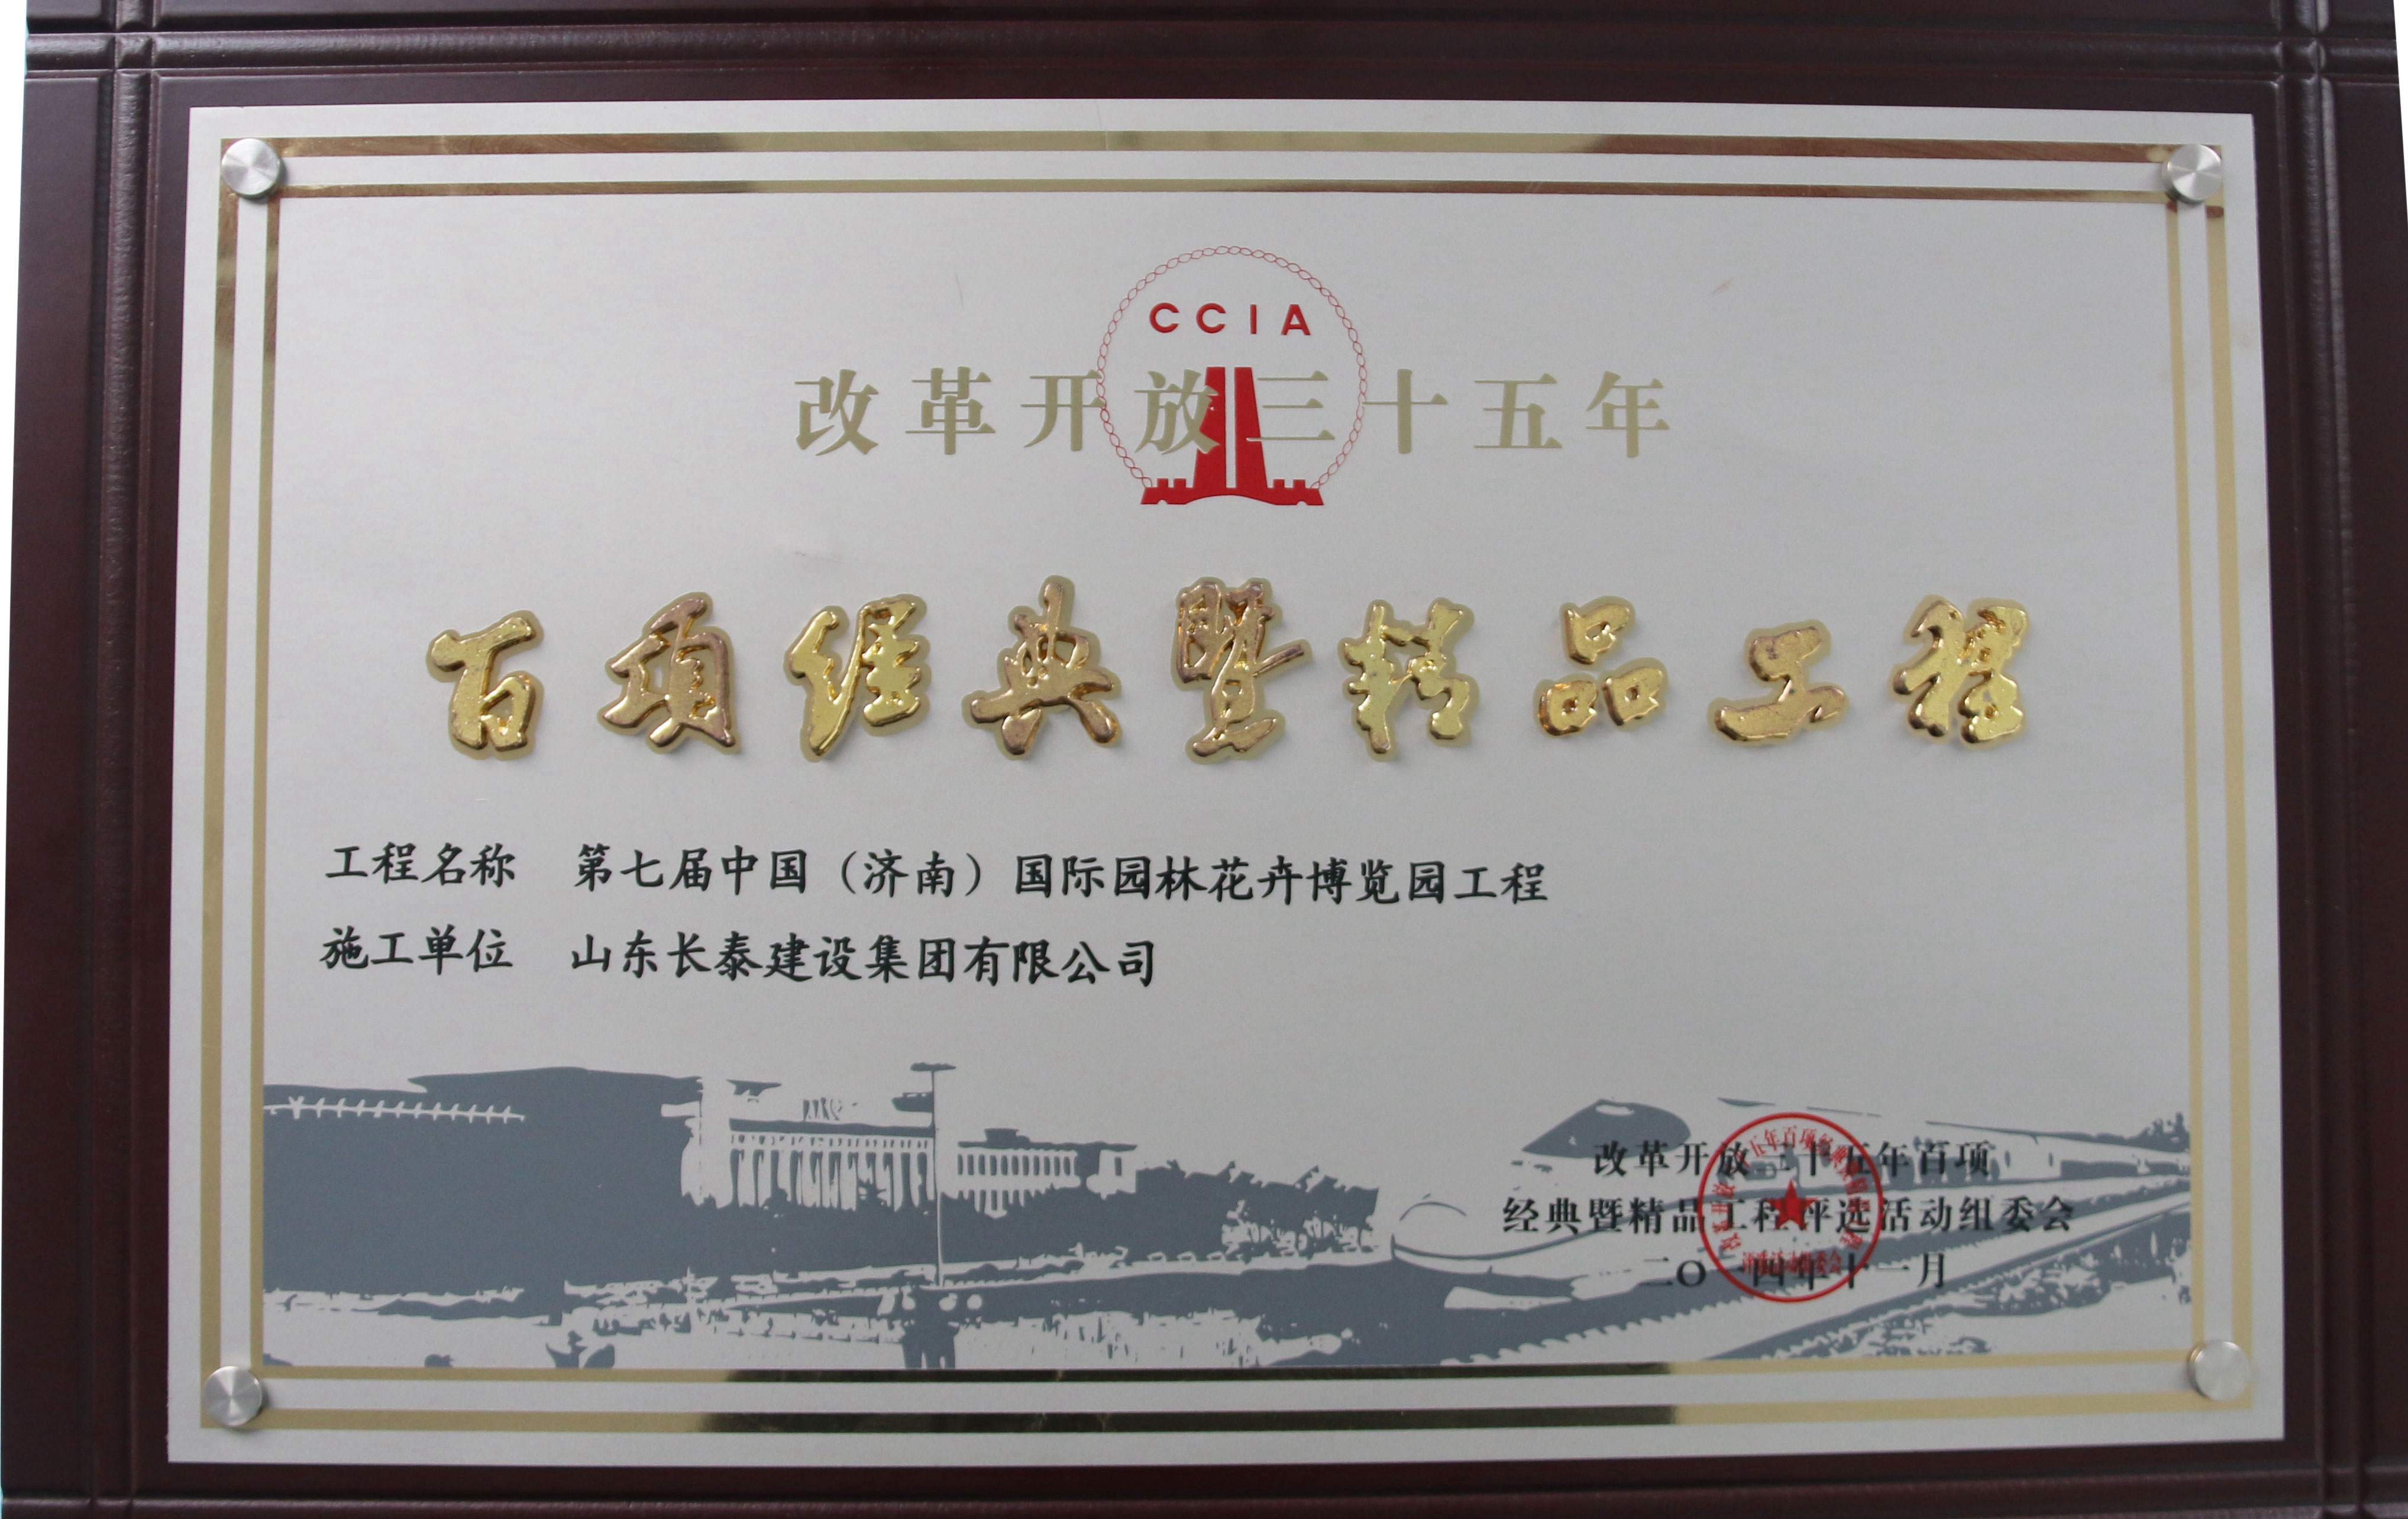 CCIA
改革开放三十五年
百项经典暨精品工程
工程名称 第七届中国（济南）国际园林花卉博览园工程
施工单位 山东长泰建设集团有限公司
改革开放三十五年百项
经典暨精品工程评选活动组委会
二〇一四年十一月